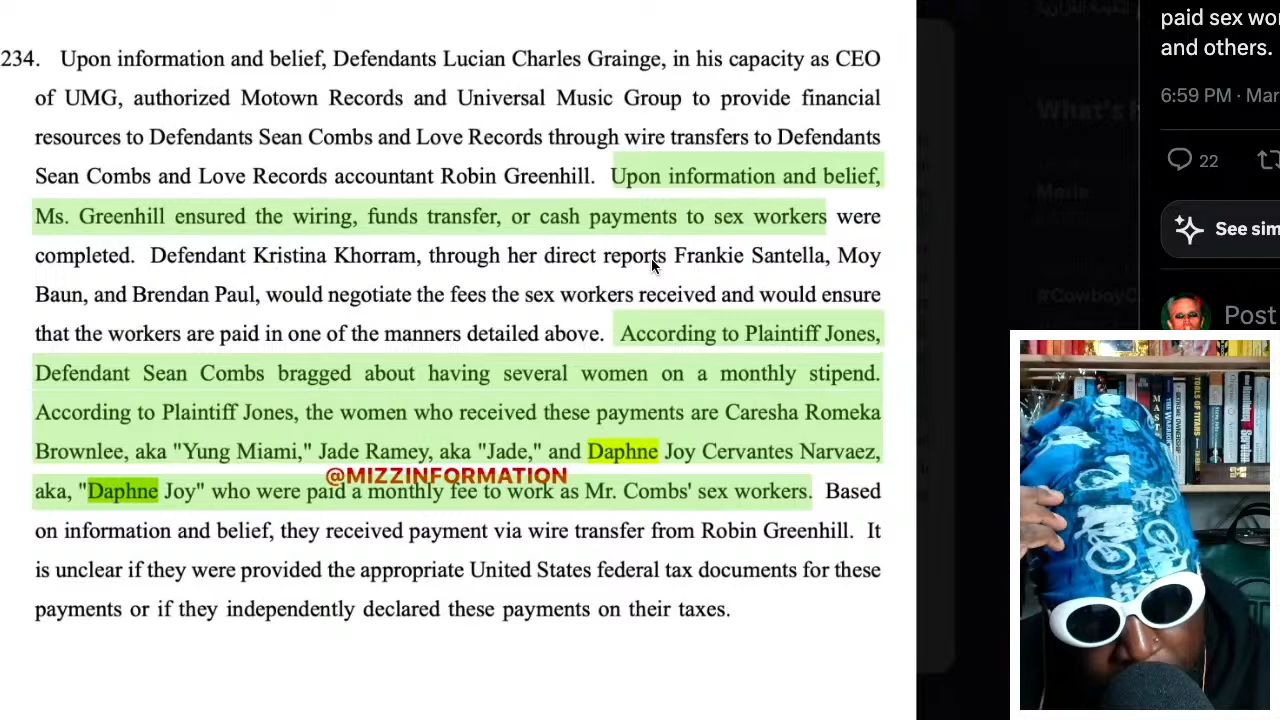 234. Upon information and belief, Defendants Lucian Charles Grainge, in his capacity as CEO
of UMG, authorized Motown Records and Universal Music Group to provide financial
resources to Defendants Sean Combs and Love Records through wire transfers to Defendants
Sean Combs and Love Records accountant Robin Greenhill. Upon information and belief,
Ms. Greenhill ensured the wiring, funds transfer, or cash payments to sex workers were
completed. Defendant Kristina Khorram, through her direct reports Frankie Santella, Moy
Baun, and Brendan Paul, would negotiate the fees the sex workers received and would ensure
that the workers are paid in one of the manners detailed above. According to Plaintiff Jones,
Defendant Sean Combs bragged about having several women on a monthly stipend.
According to Plaintiff Jones, the women who received these payments are Caresha Romeka
Brownlee, aka "Yung Miami," Jade Ramey, aka "Jade," and Daphne Joy Cervantes Narvaez,
@MIZZINFORMATION
aka, "Daphne Joy" who were paid a monthly fee to work as Mr. Combs' sex workers. Based
on information and belief, they received payment via wire transfer from Robin Greenhill. It
is unclear if they were provided the appropriate United States federal tax documents for these
payments or if they independently declared these payments on their taxes.
paid sex wor
and others.
6:59 PM · Mar
22
See sim
Post
What's h
Media
#CowboyC
TOOLS OF TITANS